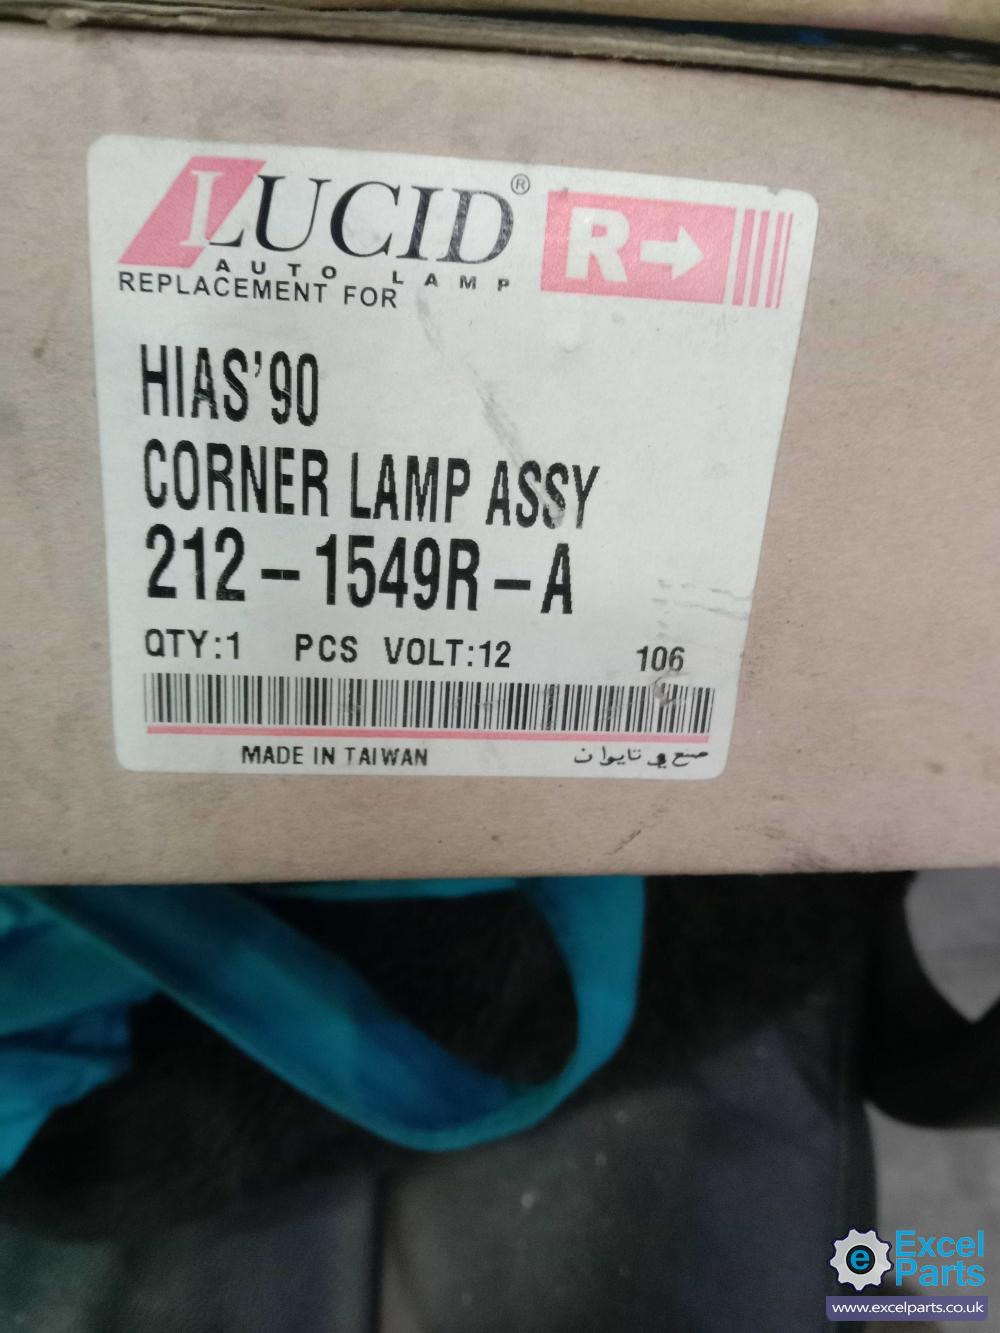 LUCID®
AUTO LAMP
R→
REPLACEMENT FOR
HIAS'90
CORNER LAMP ASSY
212-1549R-A
QTY:1 PCS VOLT:12 106
MADE IN TAIWAN صنع في تايوان
e Excel
Parts
www.excelparts.co.uk